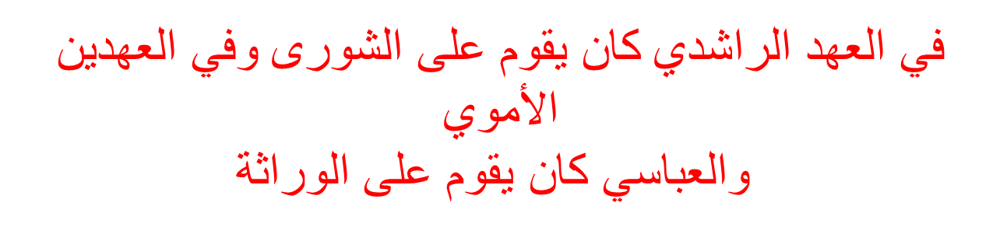 في العهد الراشدي كان يقوم على الشورى وفي العهدين
الأموي
والعباسي كان يقوم على الوراثة